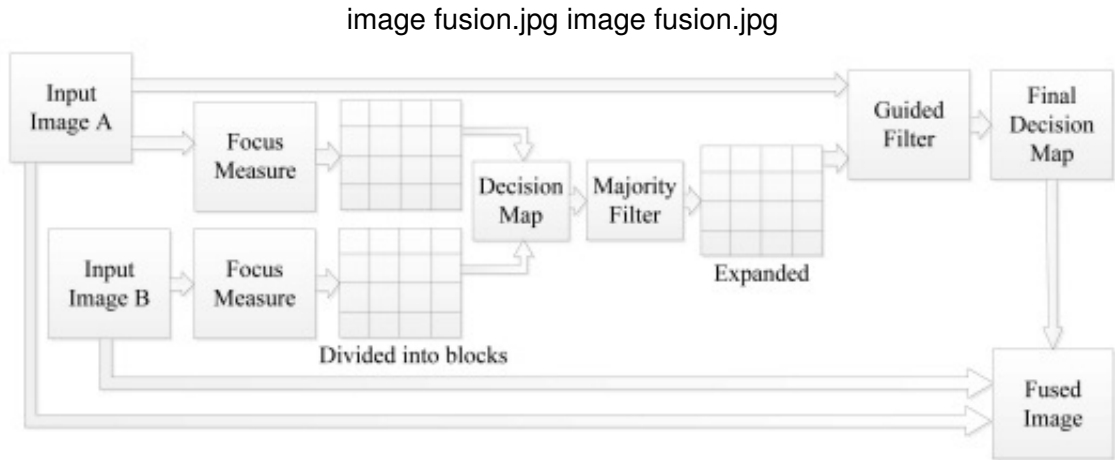 image fusion.jpg image fusion.jpg
Input
Image A
Focus
Measure
Decision
Map
Majority
Filter
Expanded
Guided
Filter
Final
Decision
Map
Input
Image B
Focus
Measure
Divided into blocks
Fused
Image